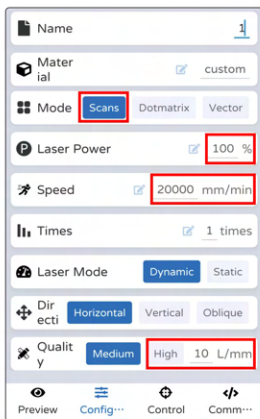 Name 1
Mater
ial custom
Mode Scans Dotmatrix Vector
P Laser Power 100 %
Speed 20000 mm/min
Times 1 times
Laser Mode Dynamic Static
Dir
ecti Horizontal Vertical Oblique
Qualit
y Medium High 10 L/mm
Preview Config··· Control Comm···